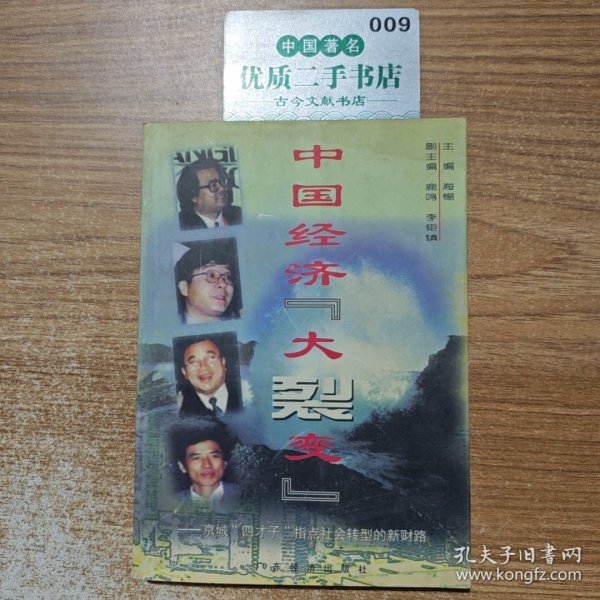 009
中国著名
优质二手书店
古今文献书店
主 编 海惕
副主编 鹿鸣 李钜镇
中国经济『大裂变』
——京城“四才子”指点社会转型的新财路
广东经济出版社
孔夫子旧书网
www.kongfz.com